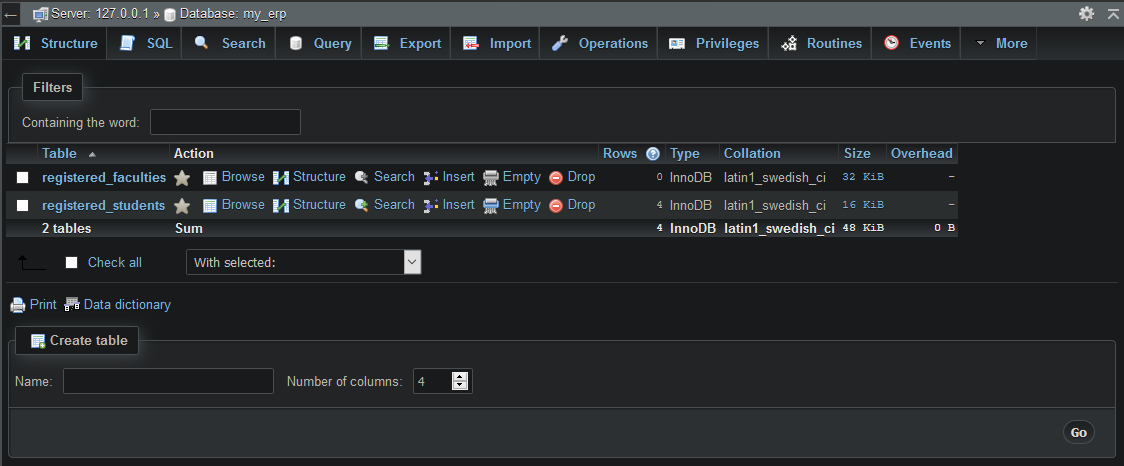 Server: 127.0.0.1 » Database: my_erp
Structure SQL Search Query Export Import Operations Privileges Routines Events More
Filters
Containing the word:
Table Action Rows Type Collation Size Overhead
registered_faculties Browse Structure Search Insert Empty Drop 0 InnoDB latin1_swedish_ci 32 KiB -
registered_students Browse Structure Search Insert Empty Drop 4 InnoDB latin1_swedish_ci 16 KiB -
2 tables Sum 4 InnoDB latin1_swedish_ci 48 KiB 0 B
Check all With selected:
Print Data dictionary
Create table
Name: Number of columns: 4
Go